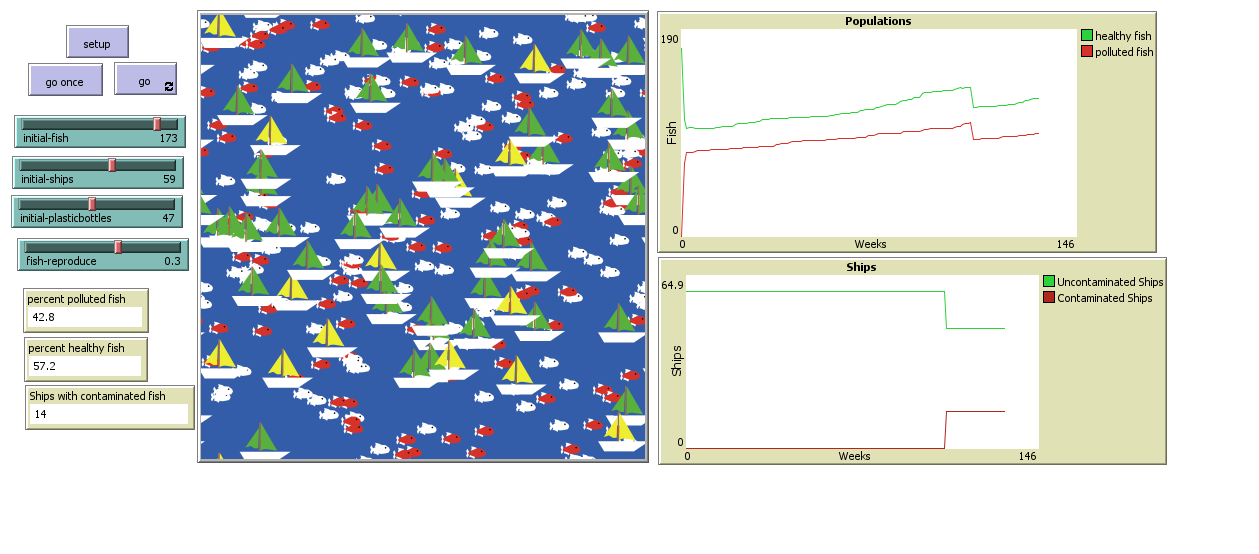 setup
go once
go
initial-fish 173
initial-ships 59
initial-plasticbottles 47
fish-reproduce 0.3
percent polluted fish
42.8
percent healthy fish
57.2
Ships with contaminated fish
14
Populations
190
Fish
0
0
Weeks
146
healthy fish
polluted fish
Ships
64.9
Ships
0
0
Weeks
146
Uncontaminated Ships
Contaminated Ships